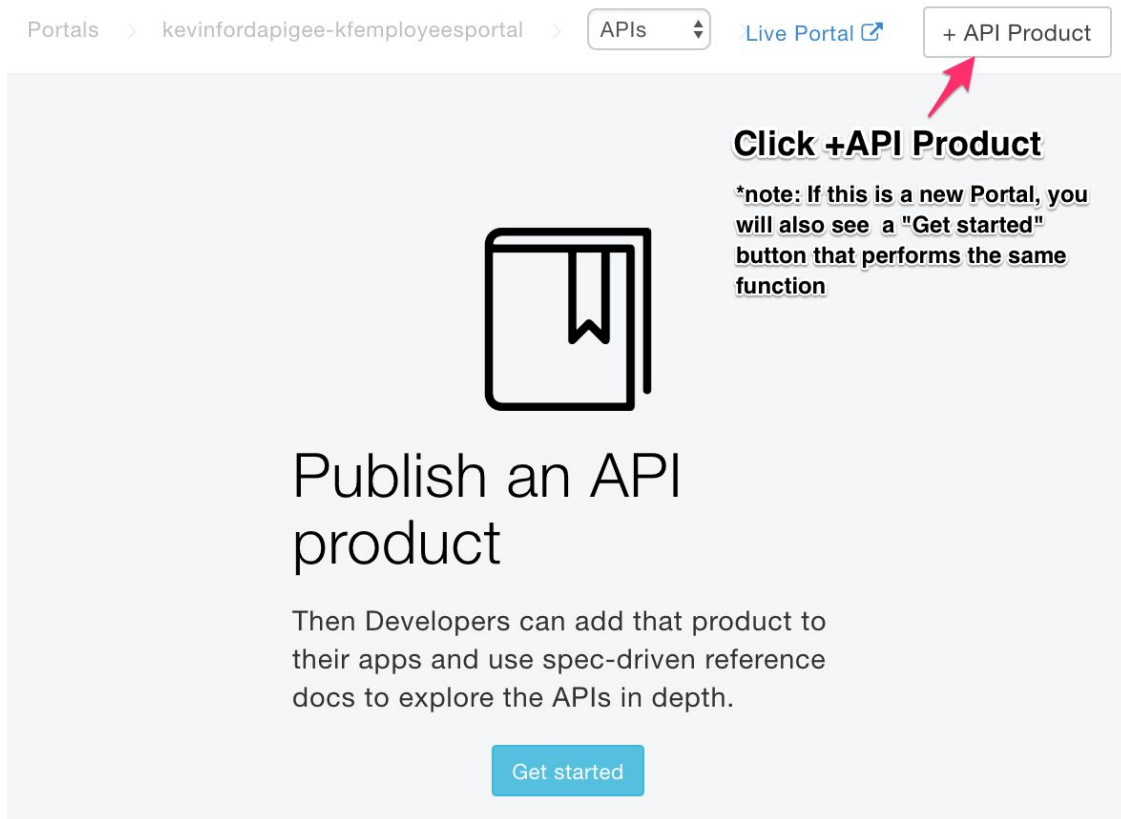 Portals > kevinfordapigee-kfemployeesportal > APIs Live Portal + API Product
Click +API Product
*note: If this is a new Portal, you
will also see a "Get started"
button that performs the same
function
Publish an API
product
Then Developers can add that product to
their apps and use spec-driven reference
docs to explore the APIs in depth.
Get started